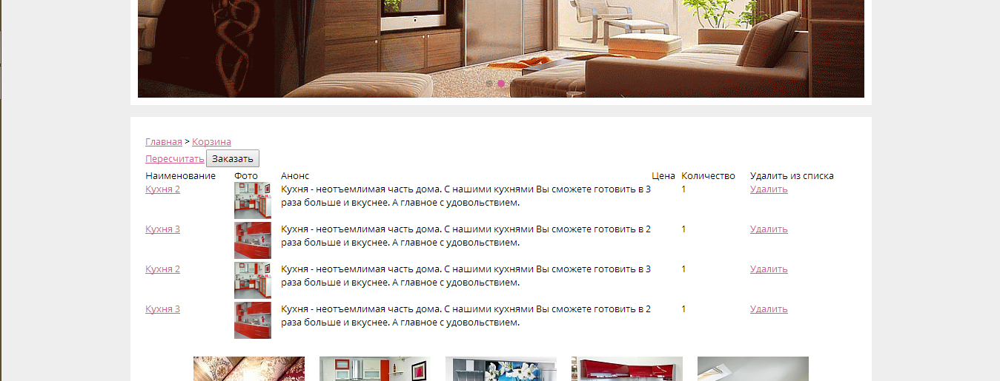 Главная > Корзина
Пересчитать Заказать
Наименование Фото Анонс Цена Количество Удалить из списка
Кухня 2 Кухня - неотъемлимая часть дома. С нашими кухнями Вы сможете готовить в 3 1 Удалить
раза больше и вкуснее. А главное с удовольствием.
Кухня 3 Кухня - неотъемлимая часть дома. С нашими кухнями Вы сможете готовить в 2 1 Удалить
раза больше и вкуснее. А главное с удовольствием.
Кухня 2 Кухня - неотъемлимая часть дома. С нашими кухнями Вы сможете готовить в 3 1 Удалить
раза больше и вкуснее. А главное с удовольствием.
Кухня 3 Кухня - неотъемлимая часть дома. С нашими кухнями Вы сможете готовить в 2 1 Удалить
раза больше и вкуснее. А главное с удовольствием.